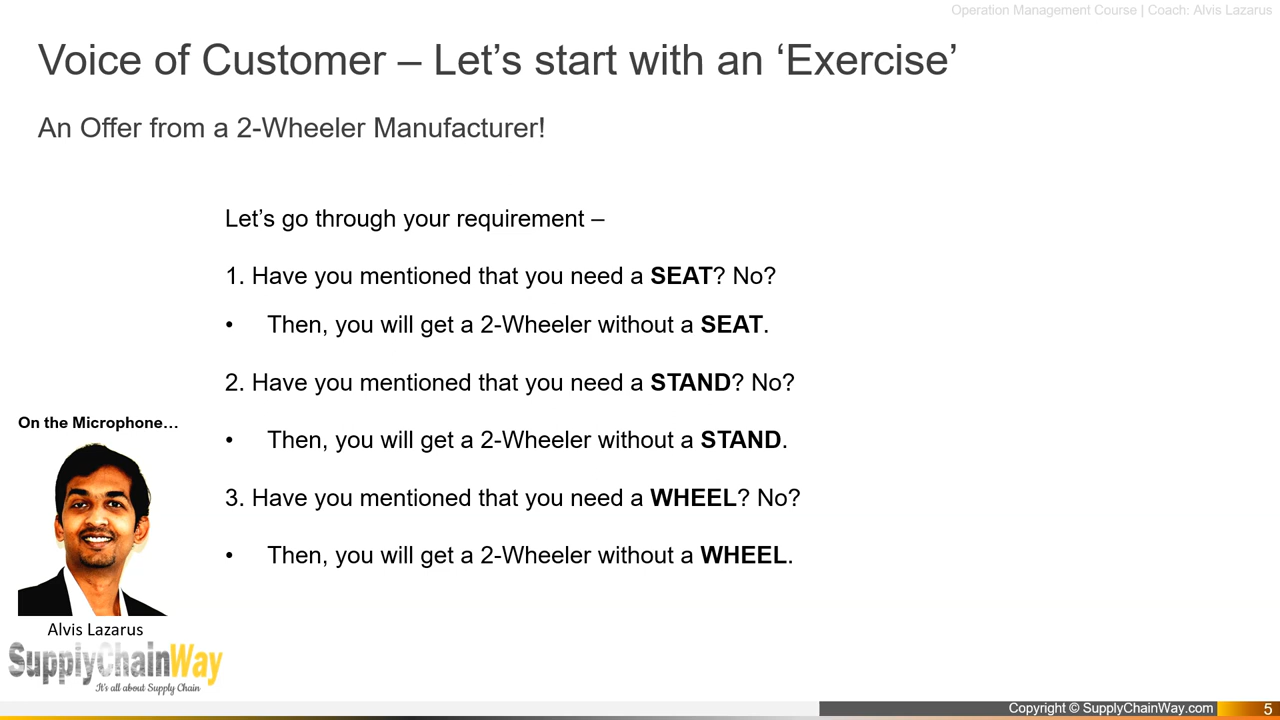 Operation Management Course | Coach: Alvis Lazarus
Voice of Customer – Let’s start with an ‘Exercise’
An Offer from a 2-Wheeler Manufacturer!
Let’s go through your requirement –
1. Have you mentioned that you need a SEAT? No?
• Then, you will get a 2-Wheeler without a SEAT.
2. Have you mentioned that you need a STAND? No?
• Then, you will get a 2-Wheeler without a STAND.
3. Have you mentioned that you need a WHEEL? No?
• Then, you will get a 2-Wheeler without a WHEEL.
On the Microphone…
Alvis Lazarus
SupplyChainWay
It's all about Supply Chain
Copyright © SupplyChainWay.com
5